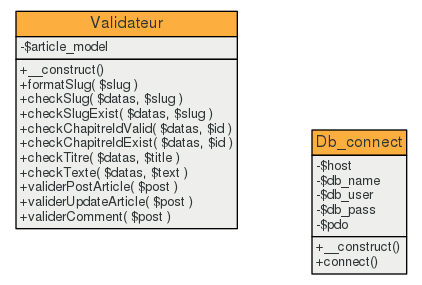 Validateur
-$article_model
+__construct()
+formatSlug( $slug )
+checkSlug( $datas, $slug )
+checkSlugExist( $datas, $slug )
+checkChapitreIdValid( $datas, $id )
+checkChapitreIdExist( $datas, $id )
+checkTitre( $datas, $title )
+checkTexte( $datas, $text )
+validerPostArticle( $post )
+validerUpdateArticle( $post )
+validerComment( $post )
Db_connect
-$host
-$db_name
-$db_user
-$db_pass
-$pdo
+__construct()
+connect()